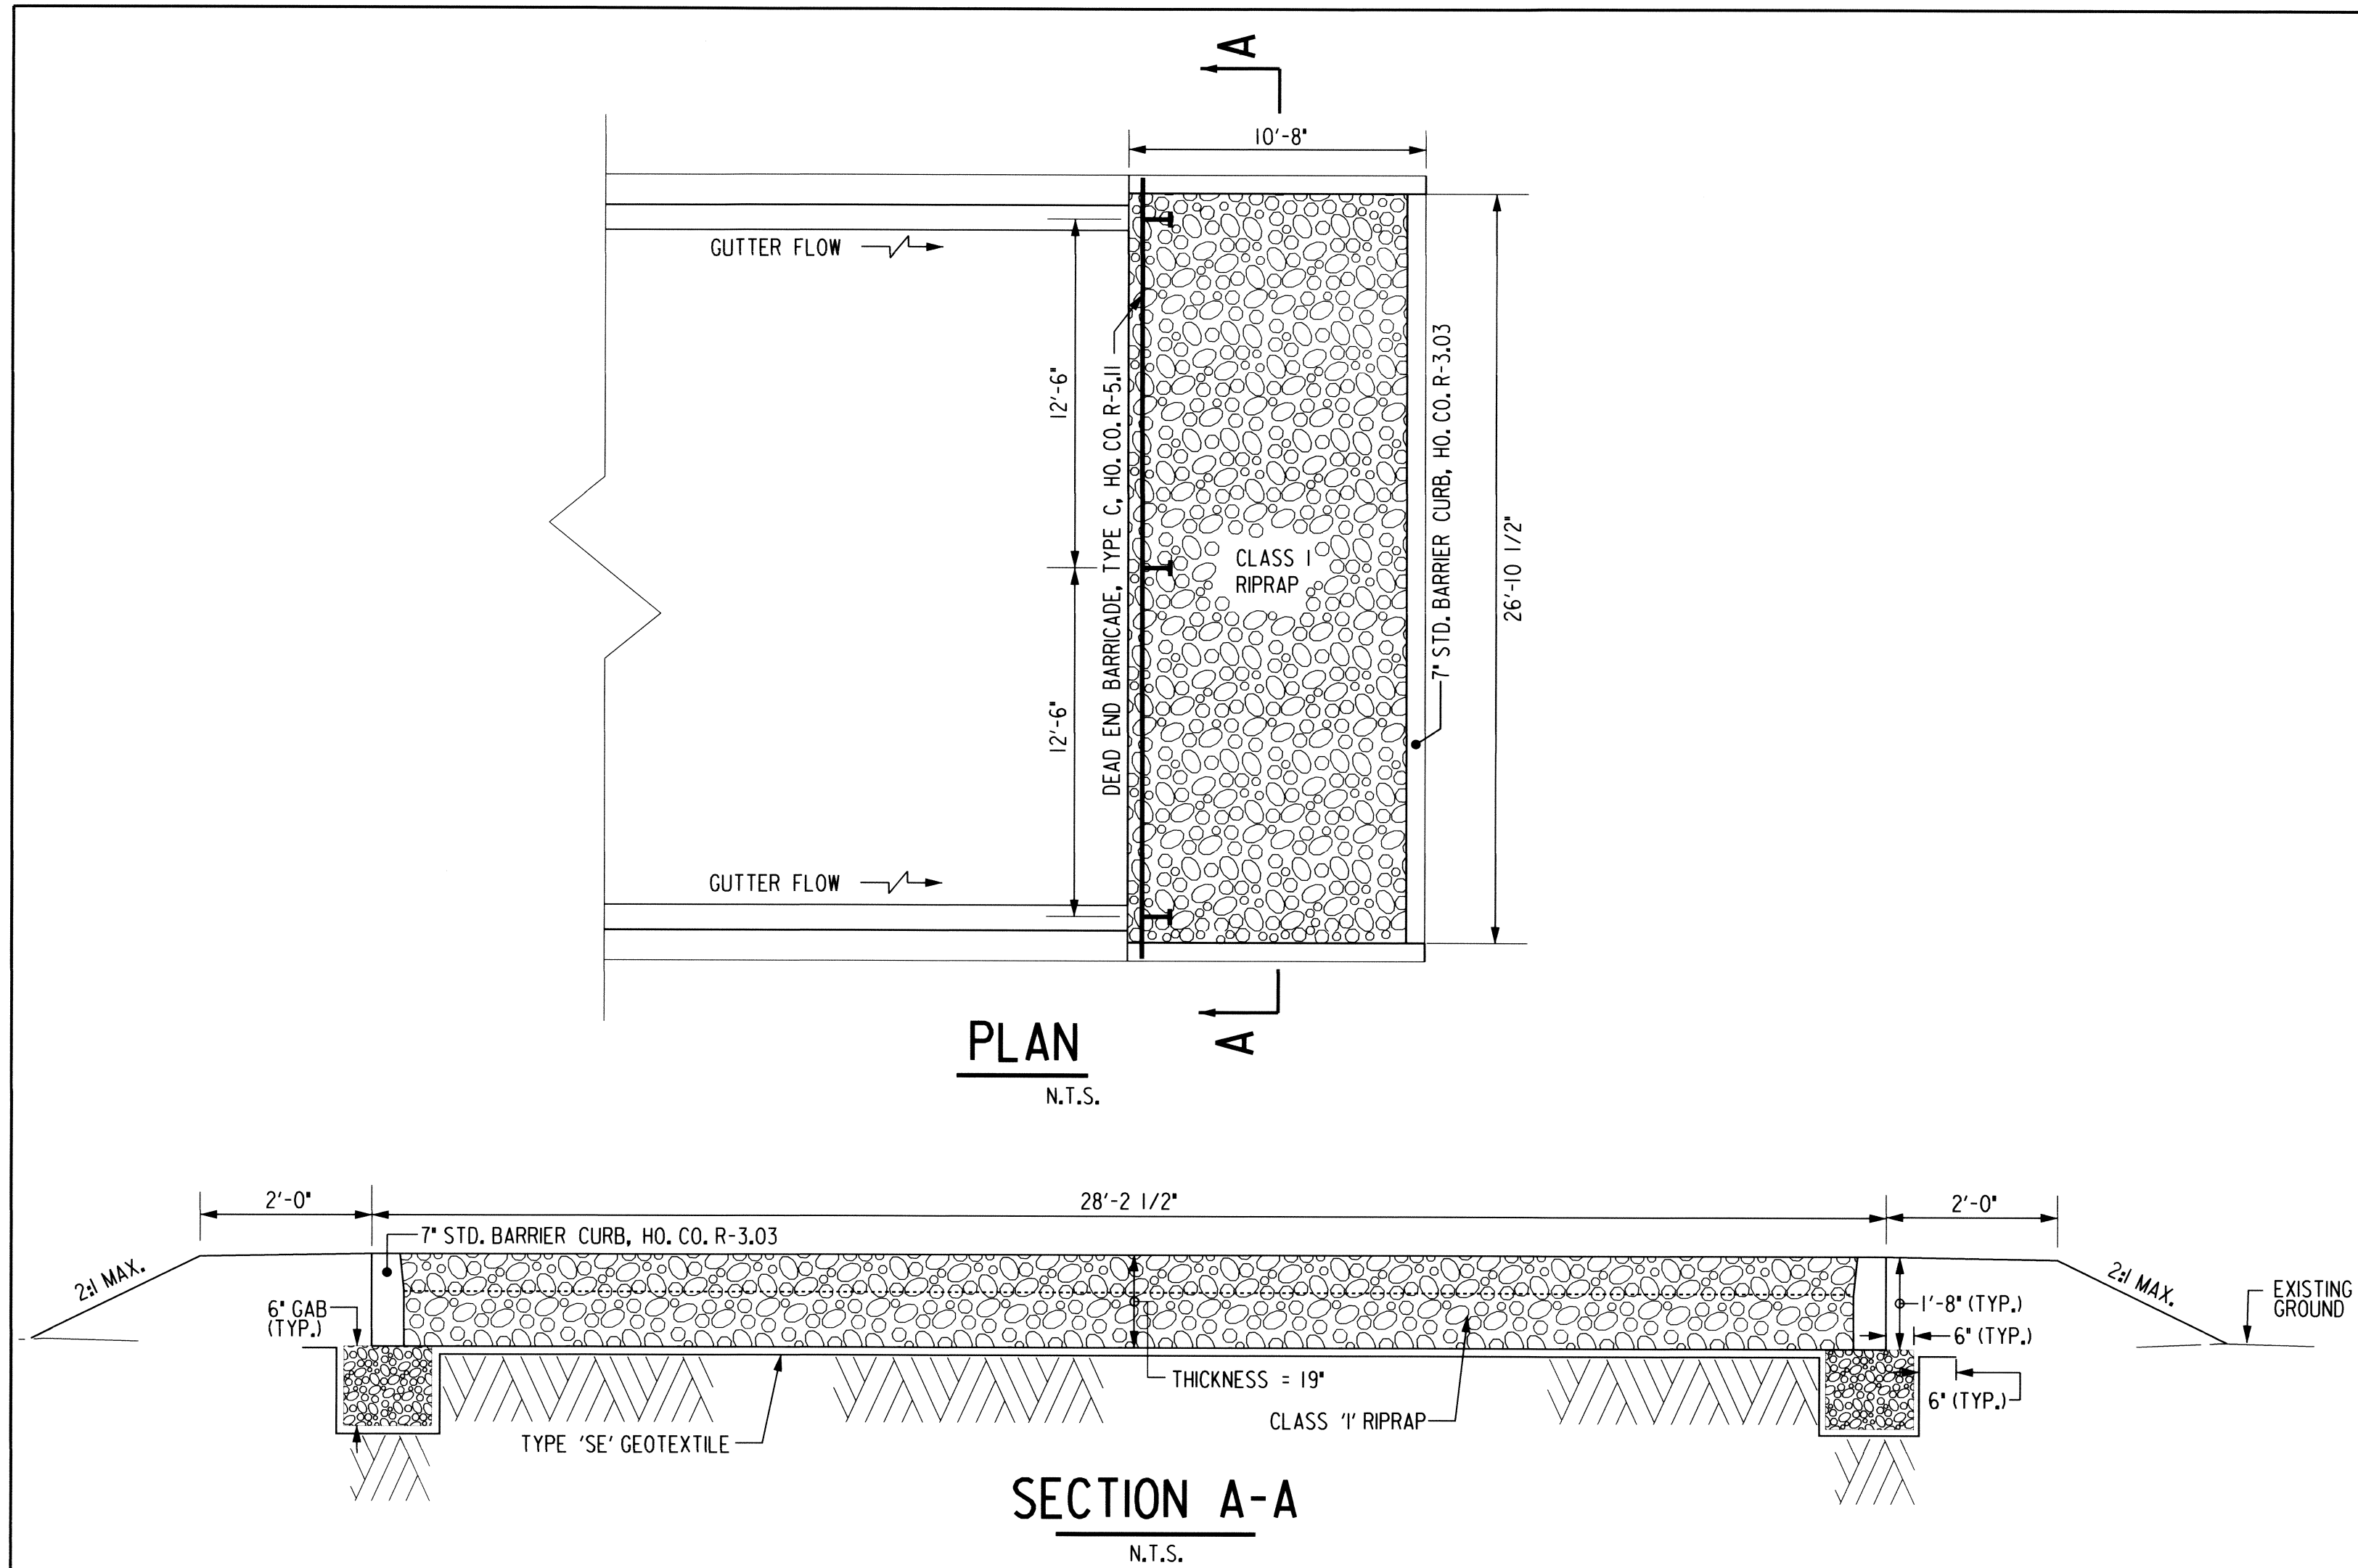 A
10'-8"
GUTTER FLOW
12'-6"
12'-6"
DEAD END BARRICADE, TYPE C, HO. CO. R-5.11
CLASS 1
RIPRAP
7" STD. BARRIER CURB, HO. CO. R-3.03
26'-10 1/2"
GUTTER FLOW
A
PLAN
N.T.S.
2'-0"
28'-2 1/2"
2'-0"
7" STD. BARRIER CURB, HO. CO. R-3.03
2:1 MAX.
2:1 MAX.
6" GAB
(TYP.)
EXISTING
GROUND
1'-8" (TYP.)
6" (TYP.)
THICKNESS = 19"
6" (TYP.)
CLASS '1' RIPRAP
TYPE 'SE' GEOTEXTILE
SECTION A-A
N.T.S.